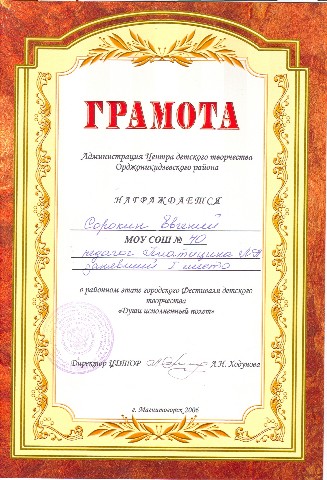 ГРАМОТА
Администрация Центра детского творчества
Орджоникидзевского района
НАГРАЖДАЕТСЯ
Сорокин Евгений
МОУ СОШ № 40
педагог
занявший I место
в районном этапе городского Фестиваля детского
творчества
«Души исполненный полет»
Директор ЦДТОР А.Н. Ходунова
г. Магнитогорск 2006